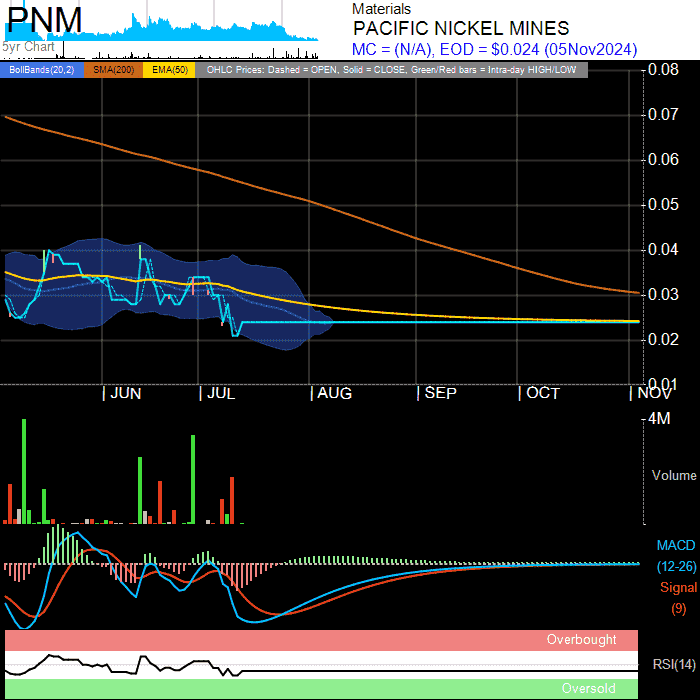 PNM
5yr Chart
Materials
PACIFIC NICKEL MINES
MC = (N/A), EOD = $0.024 (05Nov2024)
BollBands(20,2) SMA(200) EMA(50) OHLC Prices: Dashed = OPEN, Solid = CLOSE, Green/Red bars = Intra-day HIGH/LOW
0.08
0.07
0.06
0.05
0.04
0.03
0.02
0.01
JUN JUL AUG SEP OCT NOV
4M
Volume
MACD
(12-26)
Signal
(9)
Overbought
RSI(14)
Oversold